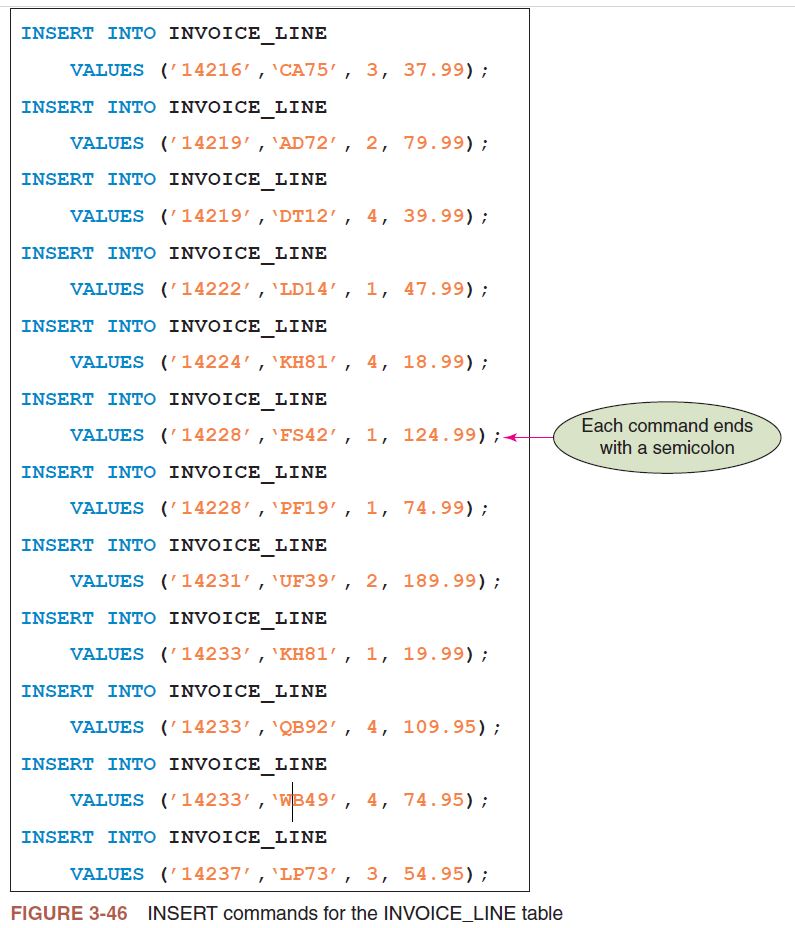 INSERT INTO INVOICE_LINE
VALUES (’14216’,‘CA75’, 3, 37.99);
INSERT INTO INVOICE_LINE
VALUES (’14219’,‘AD72’, 2, 79.99);
INSERT INTO INVOICE_LINE
VALUES (’14219’,‘DT12’, 4, 39.99);
INSERT INTO INVOICE_LINE
VALUES (’14222’,‘LD14’, 1, 47.99);
INSERT INTO INVOICE_LINE
VALUES (’14224’,‘KH81’, 4, 18.99);
INSERT INTO INVOICE_LINE
VALUES (’14228’,‘FS42’, 1, 124.99);
Each command ends
with a semicolon
INSERT INTO INVOICE_LINE
VALUES (’14228’,‘PF19’, 1, 74.99);
INSERT INTO INVOICE_LINE
VALUES (’14231’,‘UF39’, 2, 189.99);
INSERT INTO INVOICE_LINE
VALUES (’14233’,‘KH81’, 1, 19.99);
INSERT INTO INVOICE_LINE
VALUES (’14233’,‘QB92’, 4, 109.95);
INSERT INTO INVOICE_LINE
VALUES (’14233’,‘WB49’, 4, 74.95);
INSERT INTO INVOICE_LINE
VALUES (’14237’,‘LP73’, 3, 54.95);
FIGURE 3-46 INSERT commands for the INVOICE_LINE table